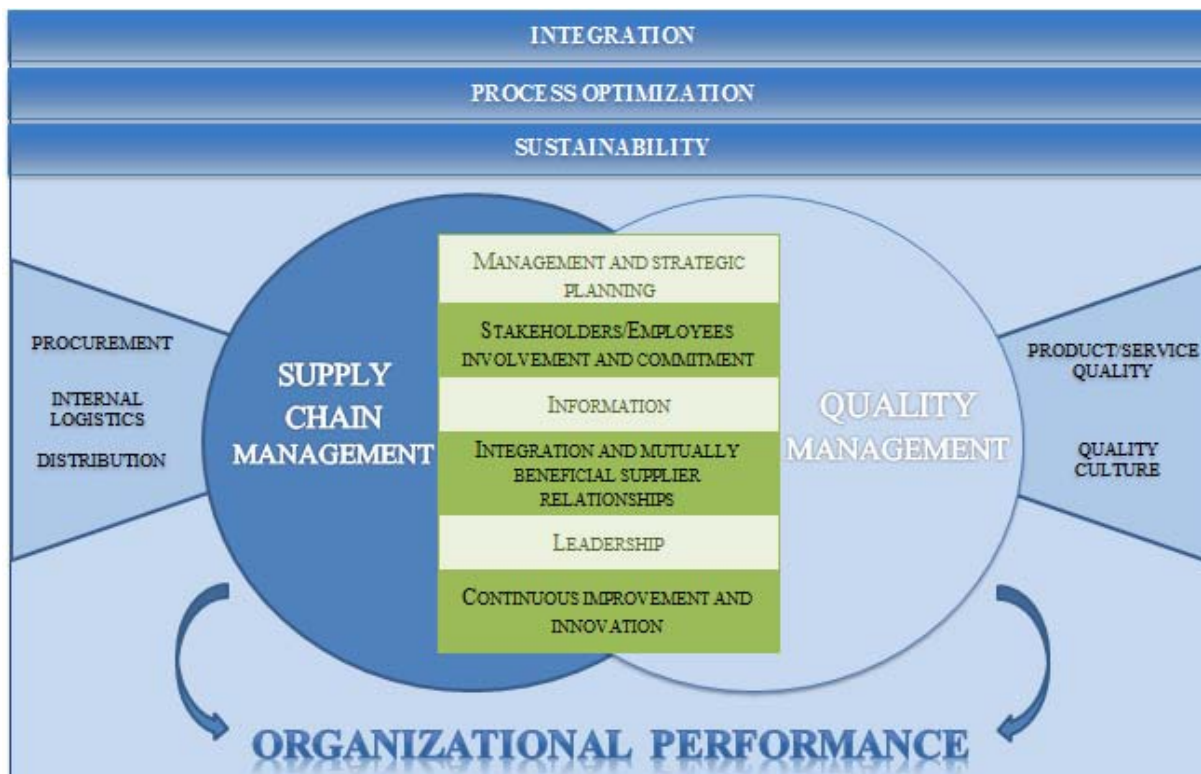 INTEGRATION
PROCESS OPTIMIZATION
SUSTAINABILITY
PROCUREMENT
INTERNAL
LOGISTICS
DISTRIBUTION
SUPPLY
CHAIN
MANAGEMENT
MANAGEMENT AND STRATEGIC
PLANNING
STAKEHOLDERS/EMPLOYEES
INVOLVEMENT AND COMMITMENT
INFORMATION
INTEGRATION AND MUTUALLY
BENEFICIAL SUPPLIER
RELATIONSHIPS
LEADERSHIP
CONTINUOUS IMPROVEMENT AND
INNOVATION
QUALITY
MANAGEMENT
PRODUCT/SERVICE
QUALITY
QUALITY
CULTURE
ORGANIZATIONAL PERFORMANCE